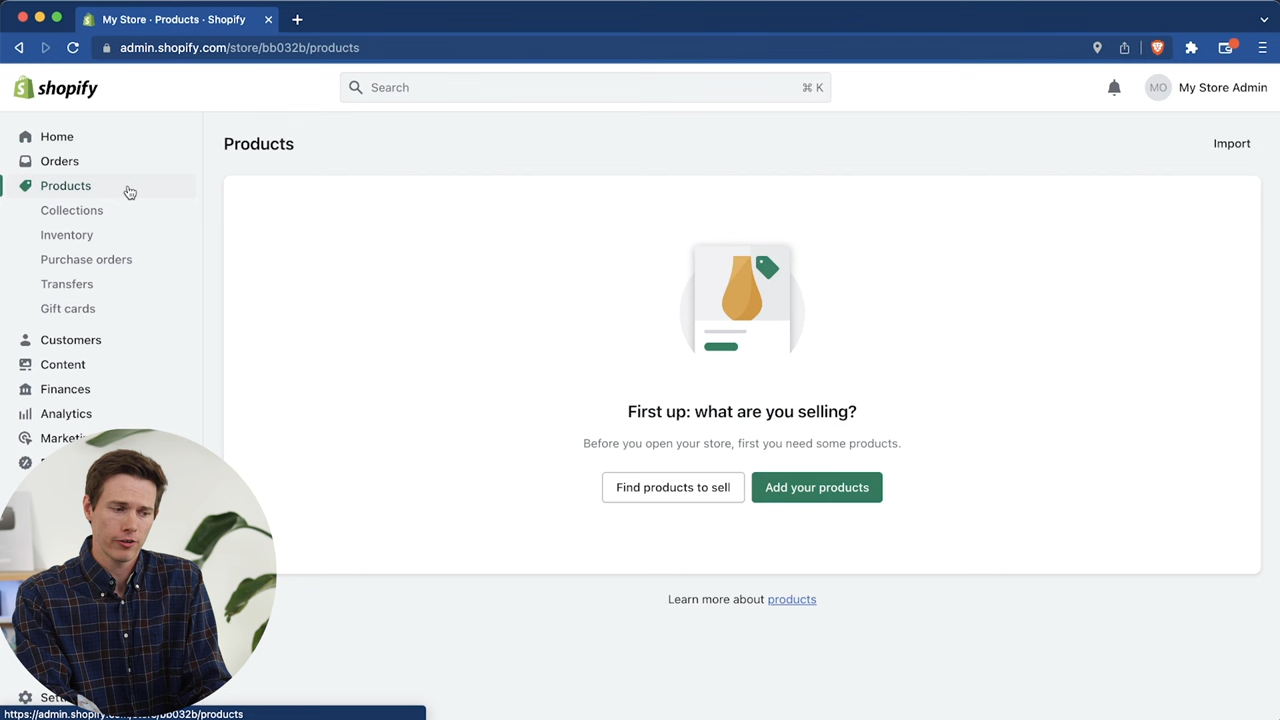 My Store · Products · Shopify
admin.shopify.com/store/bb032b/products
shopify
Search
⌘ K
MO
My Store Admin
Home
Orders
Products
Collections
Inventory
Purchase orders
Transfers
Gift cards
Customers
Content
Finances
Analytics
Products
Import
First up: what are you selling?
Before you open your store, first you need some products.
Find products to sell
Add your products
Learn more about products